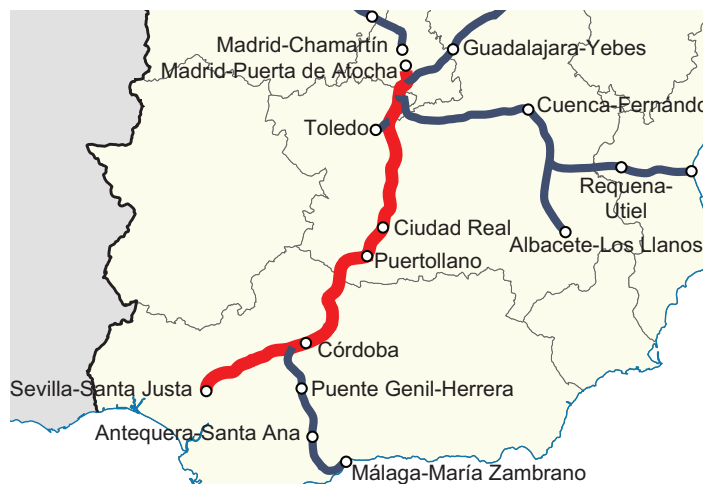 Madrid-Chamartín
Guadalajara-Yebes
Madrid-Puerta de Atocha
Cuenca-Fernándo
Toledo
Requena-
Utiel
Ciudad Real
Albacete-Los Llanos
Puertollano
Córdoba
Sevilla-Santa Justa
Puente Genil-Herrera
Antequera-Santa Ana
Málaga-María Zambrano